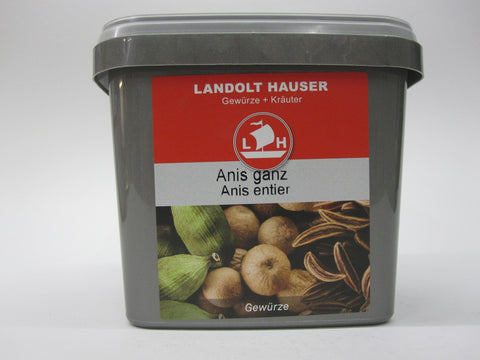 LANDOLT HAUSER
Gewürze + Kräuter
L H
Anis ganz
Anis entier
Gewürze